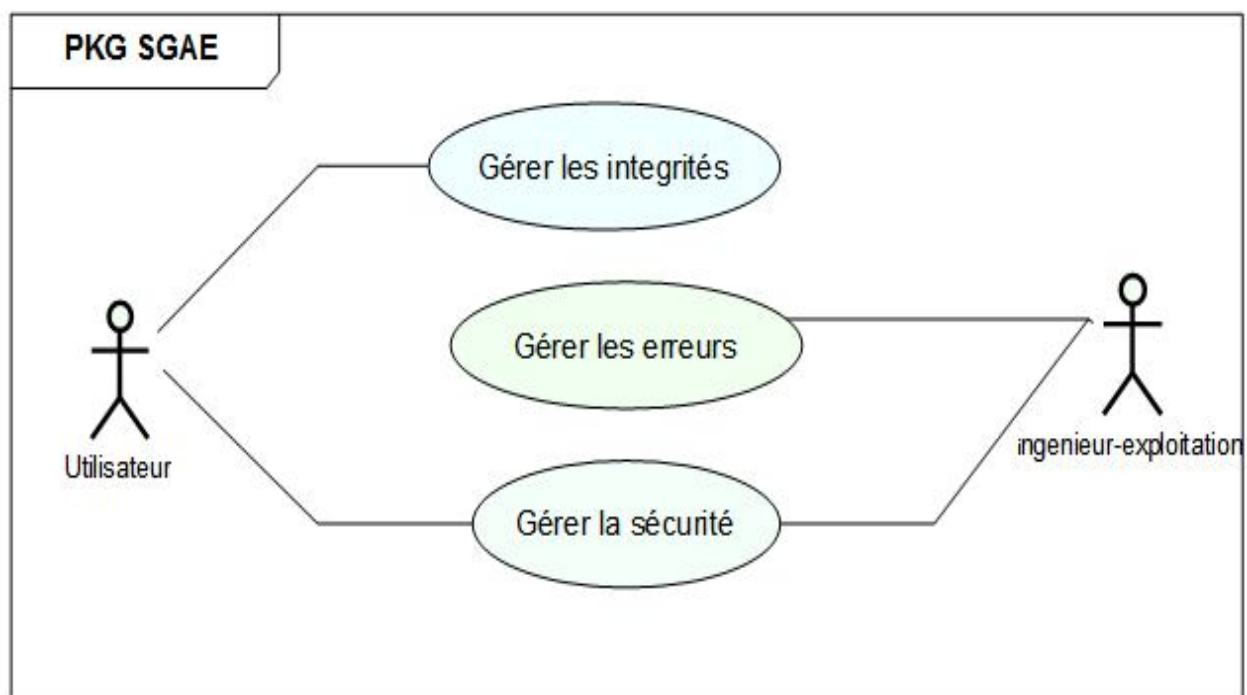 PKG SGAE
Gérer les integrités
Gérer les erreurs
Utilisateur
ingenieur-exploitation
Gérer la sécurité